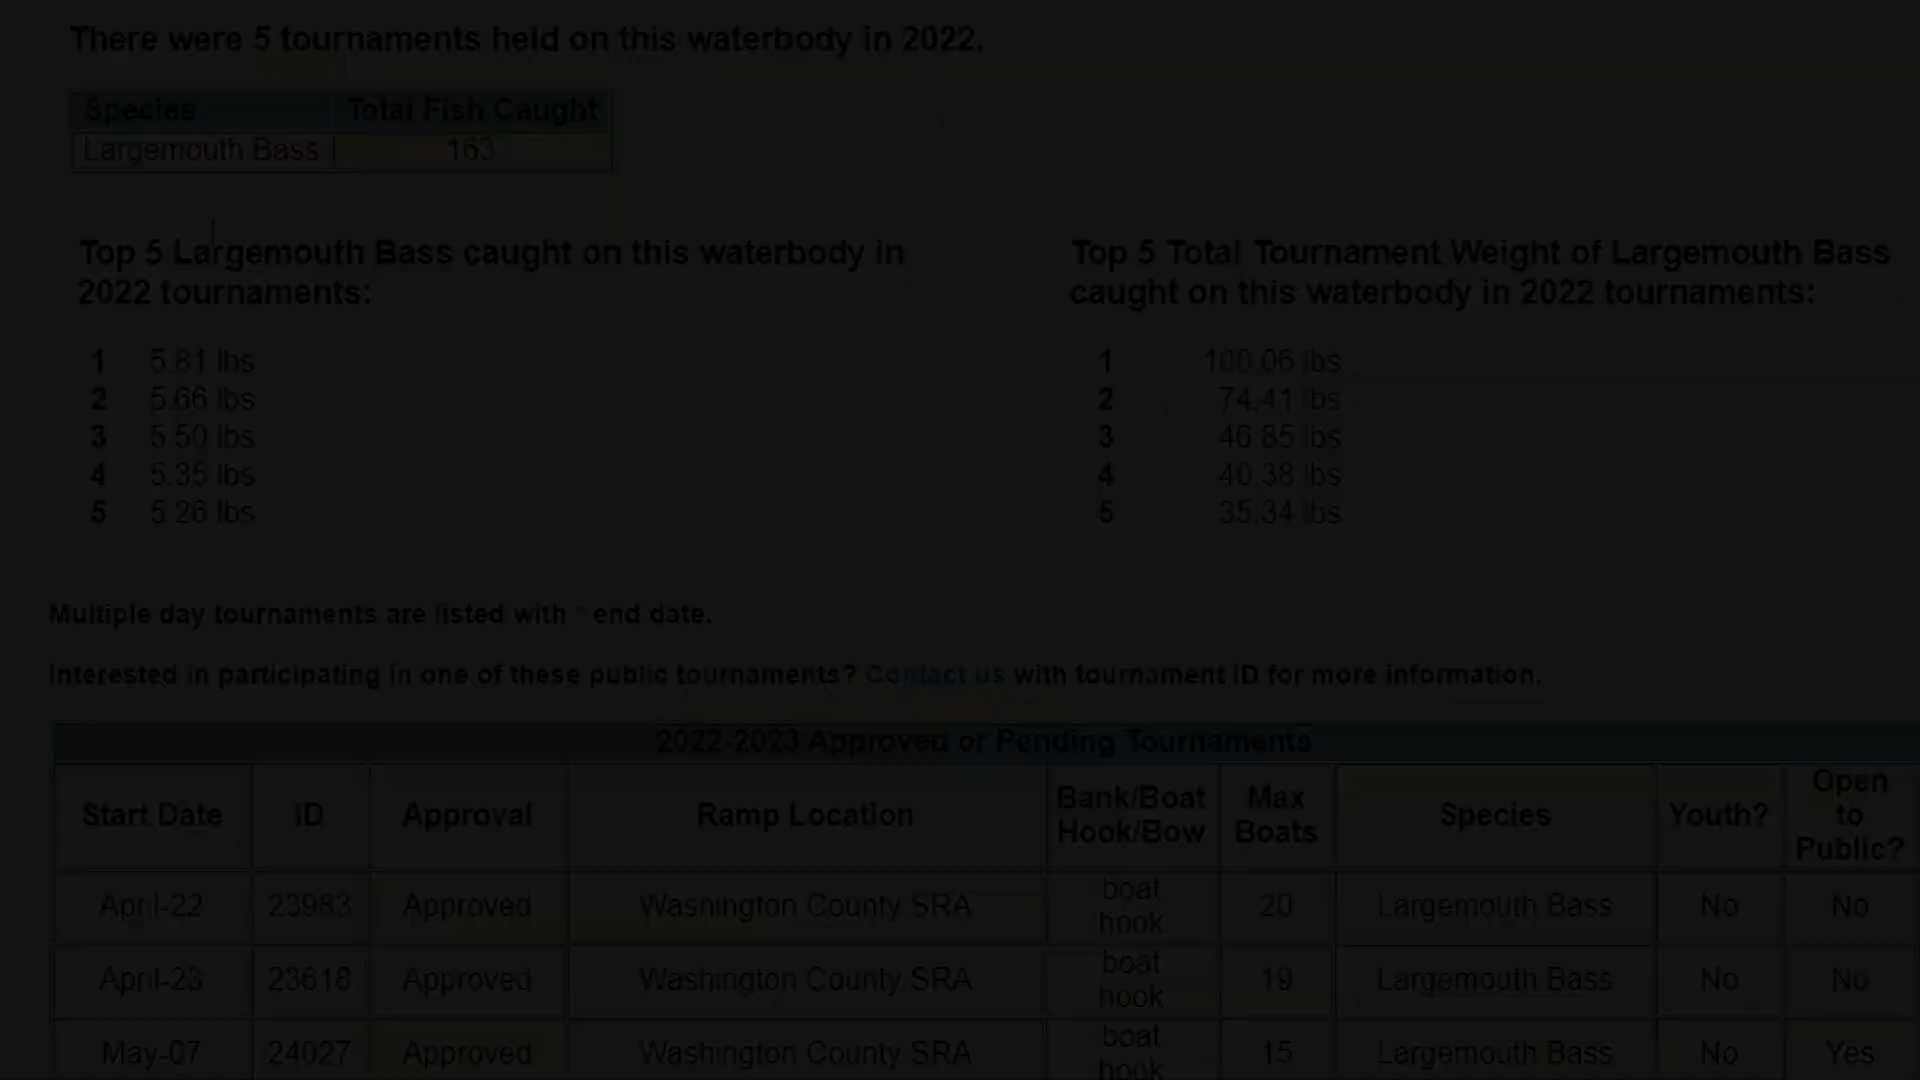 There were 5 tournaments held on this waterbody in 2022.
Species Total Fish Caught
Largemouth Bass 163
Top 5 Largemouth Bass caught on this waterbody in
2022 tournaments:
1 5.81 lbs
2 5.66 lbs
3 5.50 lbs
4 5.35 lbs
5 5.26 lbs
Top 5 Total Tournament Weight of Largemouth Bass
caught on this waterbody in 2022 tournaments:
1 100.06 lbs
2 74.41 lbs
3 46.85 lbs
4 40.38 lbs
5 35.34 lbs
Multiple day tournaments are listed with * end date.
Interested in participating in one of these public tournaments? Contact us with tournament ID for more information.
2022-2023 Approved or Pending Tournaments
Start Date ID Approval Ramp Location Bank/Boat Hook/Bow Max Boats Species Youth? Open to Public?
April-22 23983 Approved Washington County SRA boat hook 20 Largemouth Bass No No
April-23 23618 Approved Washington County SRA boat hook 19 Largemouth Bass No No
May-07 24027 Approved Washington County SRA boat hook 15 Largemouth Bass No Yes